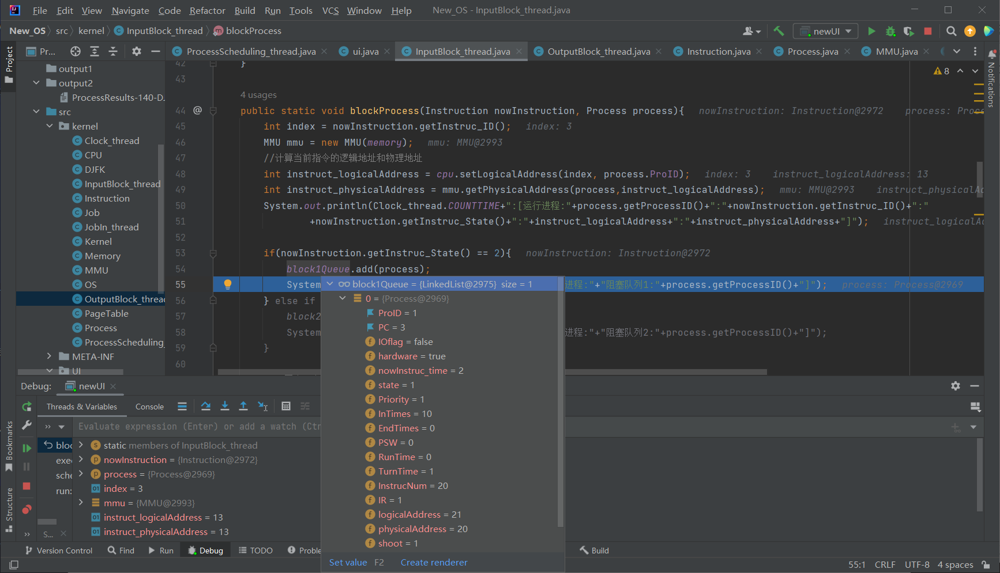 File Edit View Navigate Code Refactor Build Run Tools VCS Window Help New_OS - InputBlock_thread.java
New_OS src kernel InputBlock_thread blockProcess newUI
Project
Pr... ProcessScheduling_thread.java ui.java InputBlock_thread.java OutputBlock_thread.java Instruction.java Process.java MMU.java
Notifications
output1
output2
ProcessResults-140-DJ
src
kernel
Clock_thread
CPU
DJFK
InputBlock_thread
Instruction
Job
JobIn_thread
Kernel
Memory
MMU
OS
OutputBlock_threa
PageTable
Process
ProcessScheduling_
META-INF
UI
8
42 }
43
4 usages
44 @ public static void blockProcess(Instruction nowInstruction, Process process){ nowInstruction: Instruction@2972 process: Proce
45 int index = nowInstruction.getInstruc_ID(); index: 3
46 MMU mmu = new MMU(memory); mmu: MMU@2993
47 //计算当前指令的逻辑地址和物理地址
48 int instruct_logicalAddress = cpu.setLogicalAddress(index, process.ProID); index: 3 instruct_logicalAddress: 13
49 int instruct_physicalAddress = mmu.getPhysicalAddress(process,instruct_logicalAddress); mmu: MMU@2993 instruct_physicalAd
50 System.out.println(Clock_thread.COUNTTIME+":[运行进程:"+process.getProcessID()+":"+nowInstruction.getInstruc_ID()+":"
51 +nowInstruction.getInstruc_State()+":"+instruct_logicalAddress+":"+instruct_physicalAddress+"]"); instruct_logicalAd
52
53 if(nowInstruction.getInstruc_State() == 2){ nowInstruction: Instruction@2972
54 block1Queue.add(process);
55 System 进程:"+"阻塞队列1:"+process.getProcessID()+"]"); process: Process@2969
56 } else if
57 block2
58 System 进程:"+"阻塞队列2:"+process.getProcessID()+"]");
59 }
60
block1Queue = {LinkedList@2975} size = 1
0 = {Process@2969}
ProID = 1
PC = 3
IOflag = false
hardware = true
nowInstruc_time = 2
state = 1
Priority = 1
InTimes = 10
EndTimes = 0
PSW = 0
RunTime = 0
TurnTime = 1
InstrucNum = 20
IR = 1
logicalAddress = 21
physicalAddress = 20
shoot = 1
Set value F2 Create renderer
Debug: newUI
Threads & Variables Console
Evaluate expression (Enter) or add a watch (Ctr
bloc
exe
sche
run:
S...
static members of InputBlock_thread
nowInstruction = {Instruction@2972}
process = {Process@2969}
index = 3
mmu = {MMU@2993}
instruct_logicalAddress = 13
instruct_physicalAddress = 13
Bookmarks
Structure
Version Control Find Run Debug TODO Proble Build
55:1 CRLF UTF-8 4 spaces